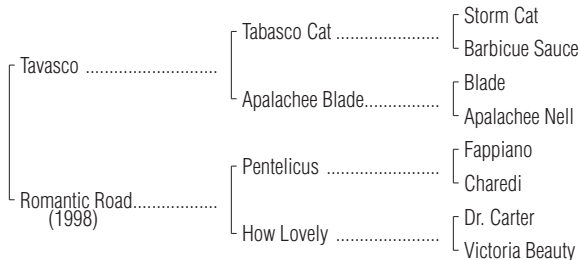 Storm Cat
Tabasco Cat ..................
Barbicue Sauce
Tavasco .......................
Blade
Apalachee Blade.............
Apalachee Nell
Fappiano
Pentelicus ....................
Charedi
Romantic Road...............
(1998)
Dr. Carter
How Lovely ..................
Victoria Beauty